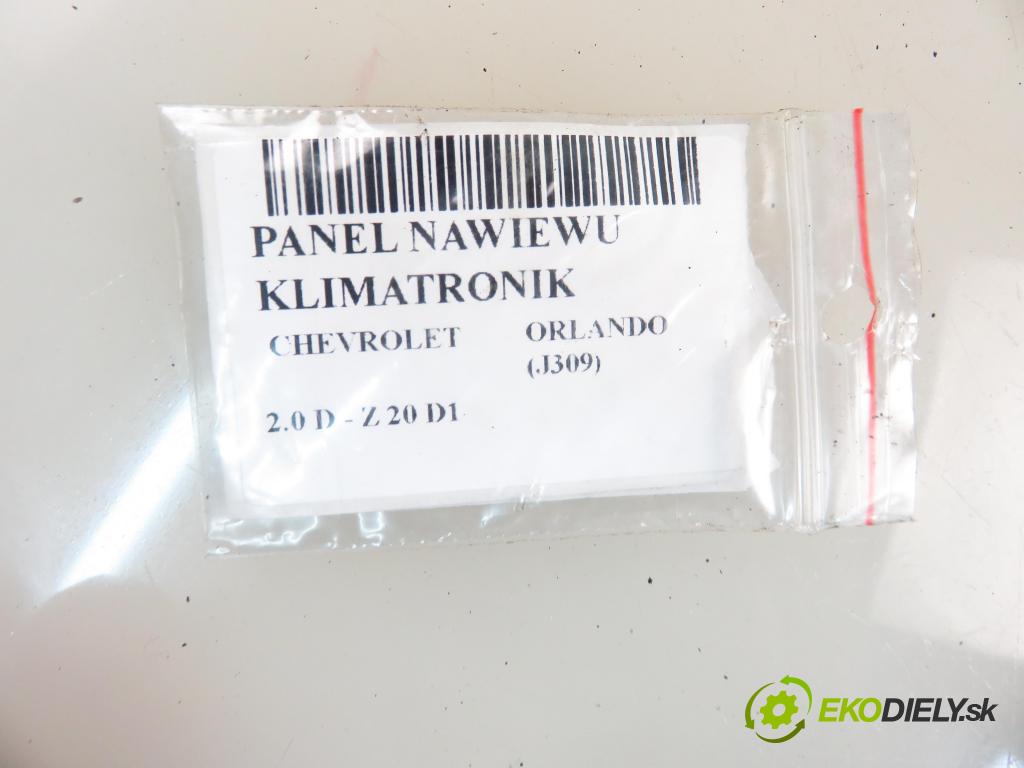 PANEL NAWIEWU
KLIMATRONIK
CHEVROLET ORLANDO
(J309)
2.0 D - Z 20 D1
EKODIELY.sk